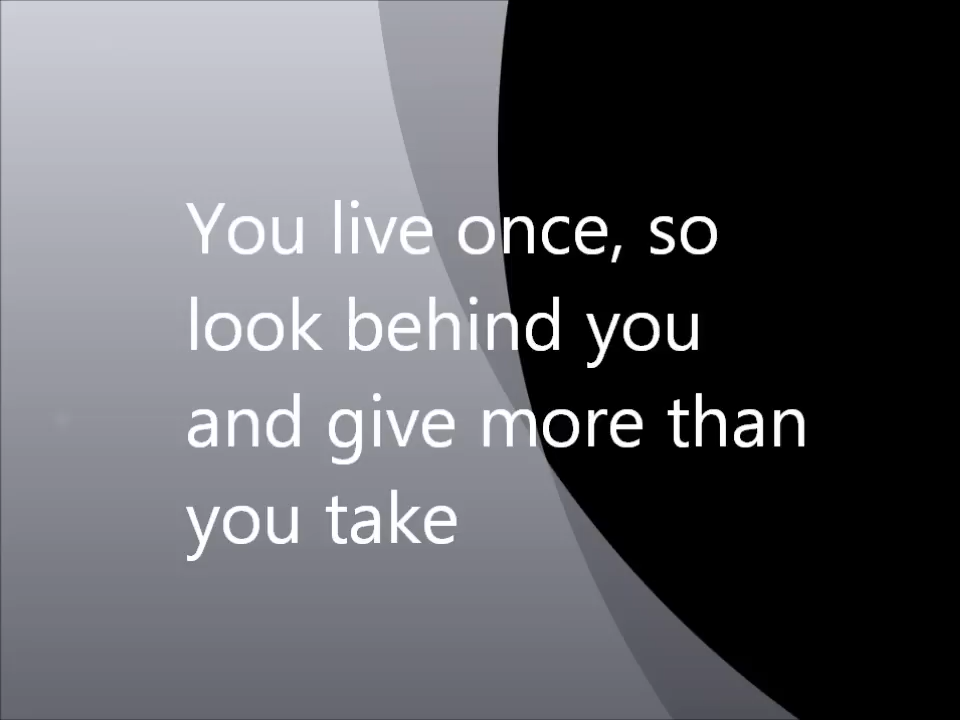 You live once, so
look behind you
and give more than
you take